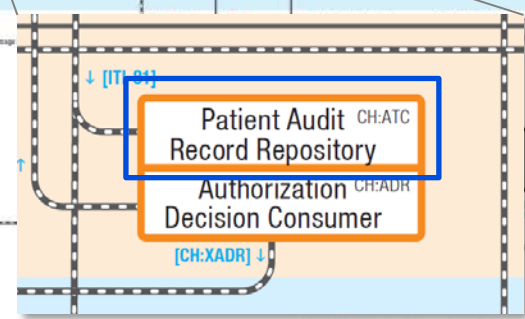 ↓ [ITI-81]
Patient Audit CH:ATC
Record Repository
Authorization CH:ADR
Decision Consumer
[CH:XADR] ↓